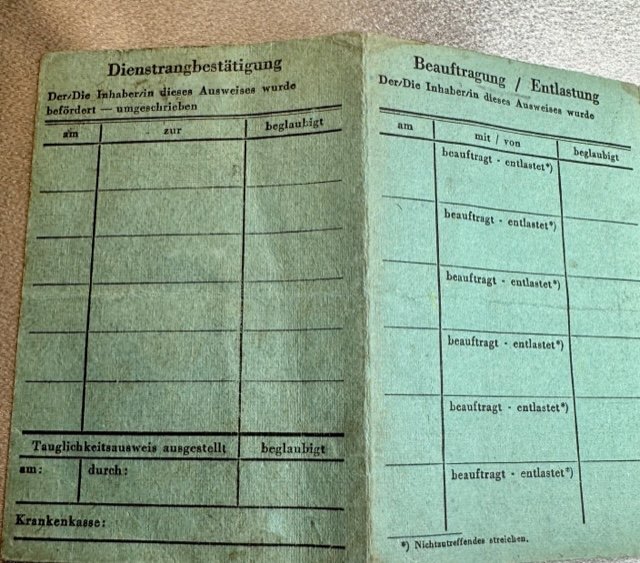 Dienstrangbestätigung
Der/Die Inhaber/in dieses Ausweises wurde
befördert — umgeschrieben
am zur beglaubigt
Tauglichkeitsausweis ausgestellt beglaubigt
am: durch:
Krankenkasse:
Beauftragung / Entlastung
Der/Die Inhaber/in dieses Ausweises wurde
am mit / von beglaubigt
beauftragt - entlastet*)
beauftragt - entlastet*)
beauftragt - entlastet*)
beauftragt - entlastet*)
beauftragt - entlastet*)
beauftragt - entlastet*)
*) Nichtzutreffendes streichen.